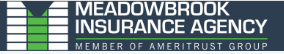 MEADOWBROOK
INSURANCE AGENCY
MEMBER OF AMERITRUST GROUP